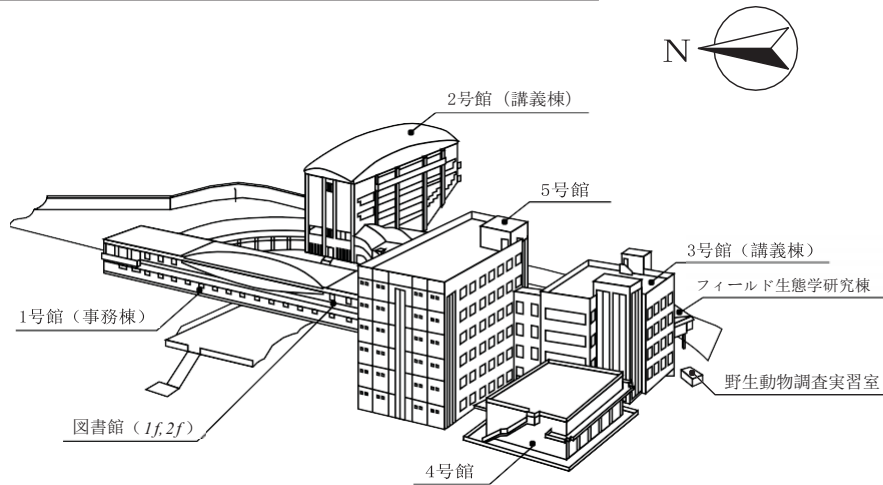 N
2号館（講義棟）
5号館
3号館（講義棟）
フィールド生態学研究棟
1号館（事務棟）
野生動物調査実習室
図書館（1f,2f）
4号館